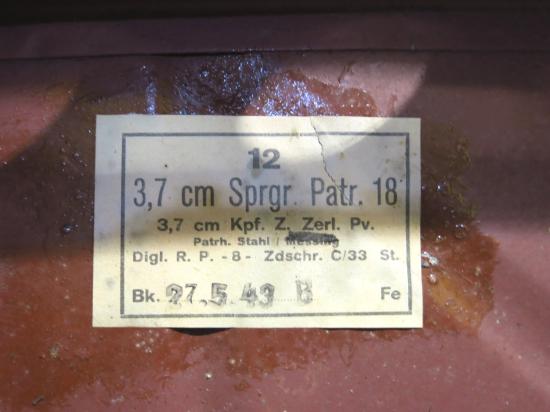 12
3,7 cm Sprgr. Patr. 18
3,7 cm Kpf. Z. Zerl. Pv.
Patrh. Stahl / Messing
Digl. R. P. - 8 - Zdschr. C/33 St.
Bk. 27.5.43 B Fe